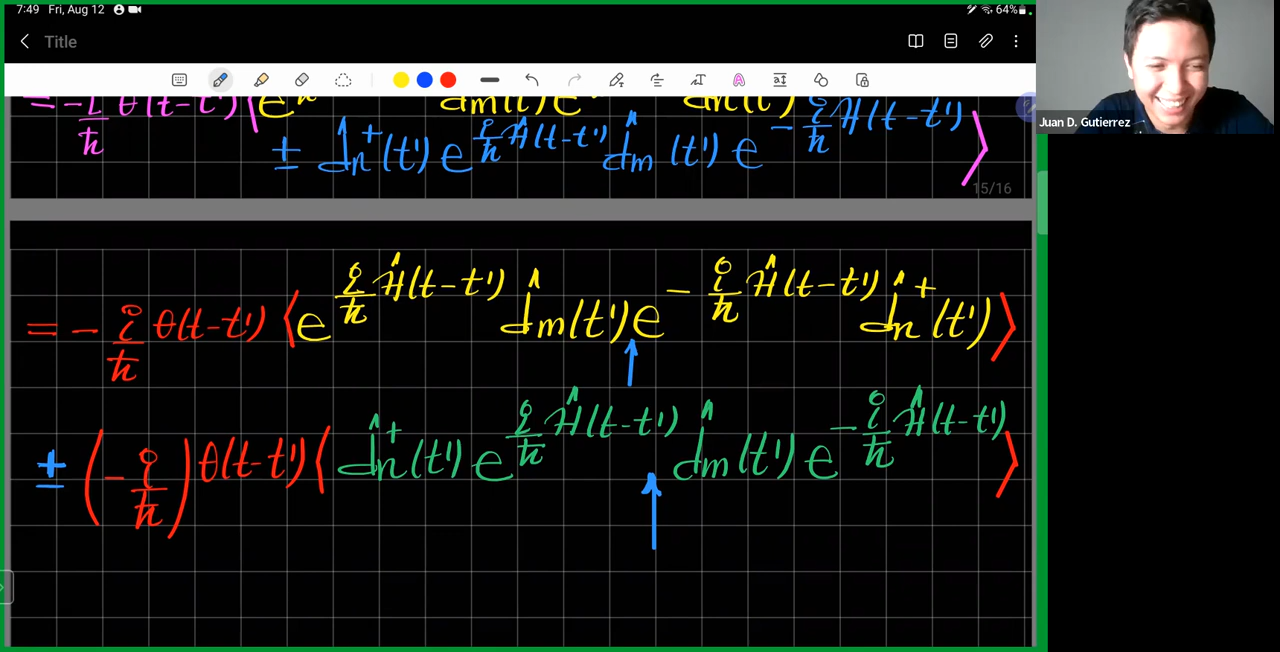 7:49 Fri, Aug 12 64%
Title
Juan D. Gutierrez
= -i/ħ θ(t-t') ⟨e d̂m(t') e d̂n(t')
± d̂n⁺(t') e^{i/ħ Ĥ(t-t')} d̂m(t') e^{-i/ħ Ĥ(t-t')} ⟩
15/16
= -i/ħ θ(t-t') ⟨ e^{i/ħ Ĥ(t-t')} d̂m(t') e^{-i/ħ Ĥ(t-t')} d̂n⁺(t') ⟩
± (-i/ħ) θ(t-t') ⟨ d̂n⁺(t') e^{i/ħ Ĥ(t-t')} d̂m(t') e^{-i/ħ Ĥ(t-t')} ⟩